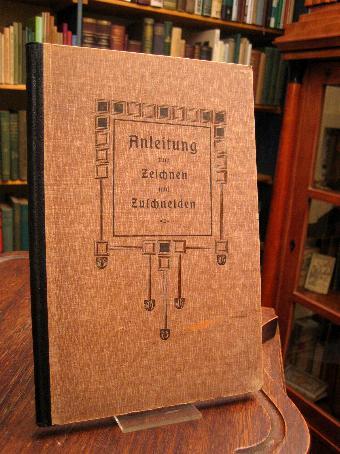 Anleitung
zum
Zeichnen
und
Zuschneiden